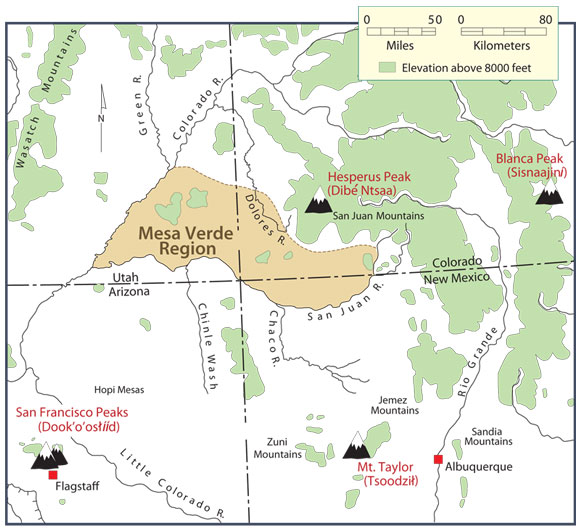 0 50
Miles
0 80
Kilometers
Elevation above 8000 feet
Wasatch Mountains
N
Green R.
Colorado R.
Blanca Peak
(Sisnaajiní)
Hesperus Peak
(Dibé Ntsaa)
San Juan Mountains
Dolores R.
Mesa Verde
Region
Colorado
New Mexico
Utah
Arizona
San Juan R.
Chinle Wash
Chaco R.
Rio Grande
Hopi Mesas
Jemez
Mountains
San Francisco Peaks
(Dook'o'osłííd)
Zuni
Mountains
Sandia
Mountains
Mt. Taylor
(Tsoodził)
Albuquerque
Flagstaff
Little Colorado R.